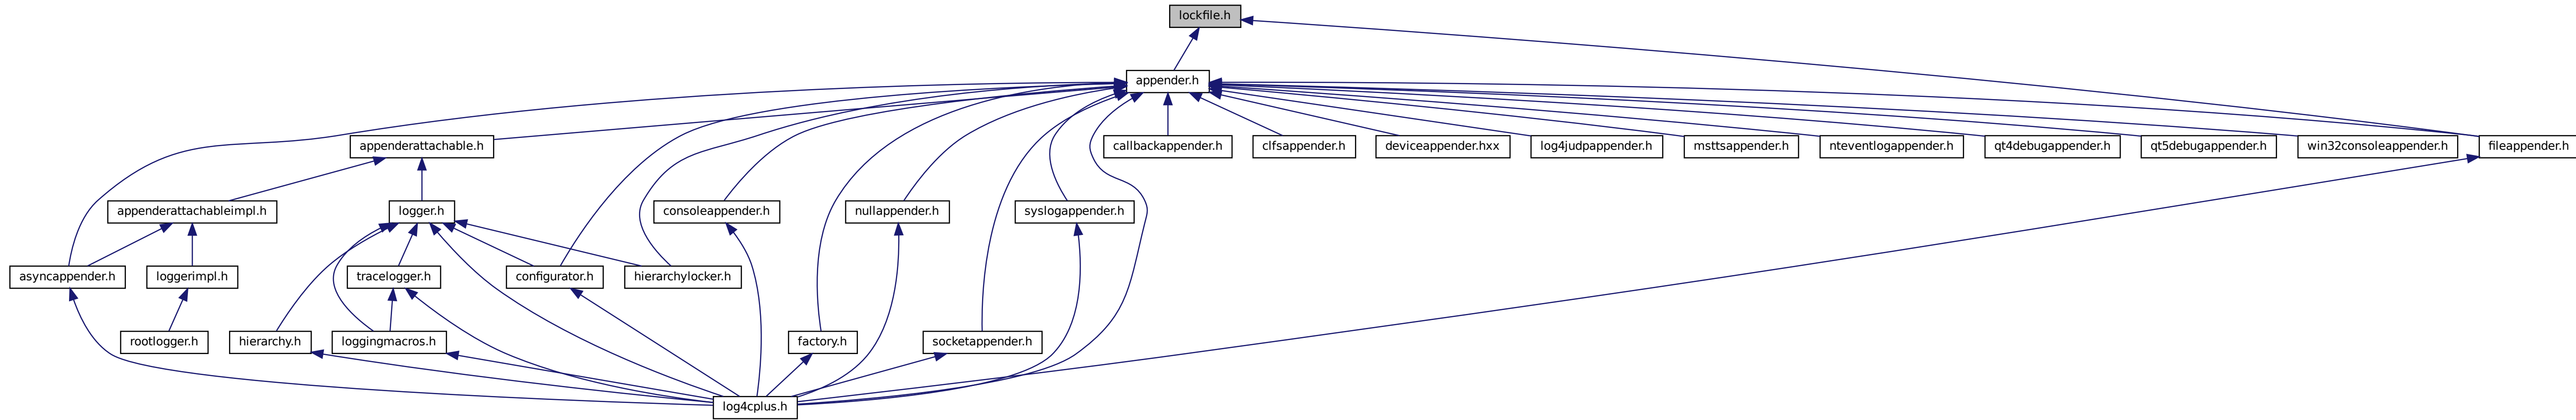 lockfile.h
appender.h
appenderattachable.h
callbackappender.h
clfsappender.h
deviceappender.hxx
log4judpappender.h
msttsappender.h
nteventlogappender.h
qt4debugappender.h
qt5debugappender.h
win32consoleappender.h
fileappender.h
appenderattachableimpl.h
logger.h
consoleappender.h
nullappender.h
syslogappender.h
asyncappender.h
loggerimpl.h
tracelogger.h
configurator.h
hierarchylocker.h
rootlogger.h
hierarchy.h
loggingmacros.h
factory.h
socketappender.h
log4cplus.h